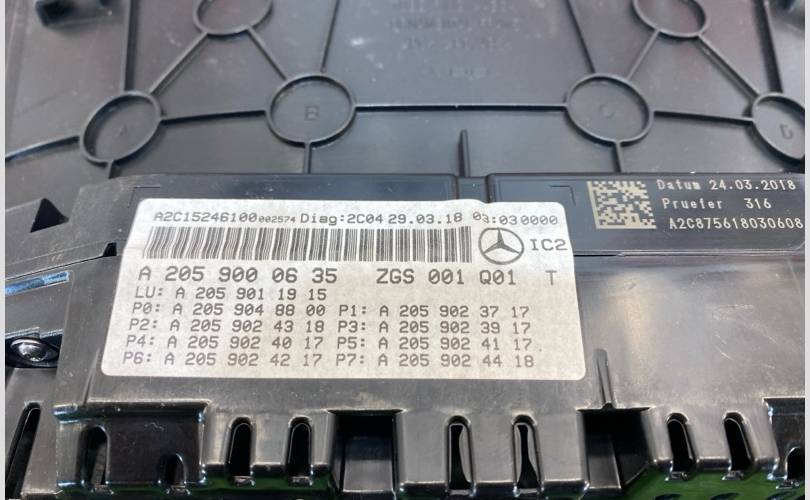 A
B
C
D
Datum 24.03.2018
Pruefer 316
A2C875618030608
A2C15246100 002574 Diag:2C04 29.03.18 03:03 0000
IC2
A 205 900 06 35 ZGS 001 Q01 T
LU: A 205 901 19 15
P0: A 205 904 88 00 P1: A 205 902 37 17
P2: A 205 902 43 18 P3: A 205 902 39 17
P4: A 205 902 40 17 P5: A 205 902 41 17
P6: A 205 902 42 17 P7: A 205 902 44 18